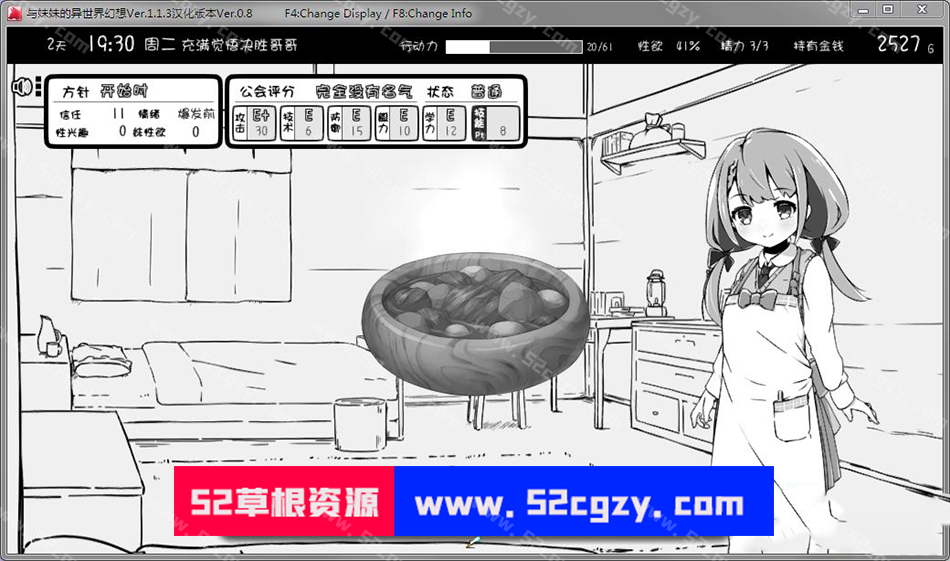 与妹妹的异世界幻想Ver.1.1.3汉化版本Ver.0.8 F4:Change Display / F8:Change Info
2天 19:30 周二 充满觉悟决胜哥哥 行动力 20/61 性欲 41% 精力 3/3 持有金钱 2527 G
方针 开始时
信任 11 情绪 爆发前
性兴趣 0 妹性欲 0
公会评分 完全没有名气 状态 普通
攻击 E+ 30 技术 E 6 防御 E 15 毅力 E 10 学力 E 12 技能Pt 8
52草根资源 www.52cgzy.com